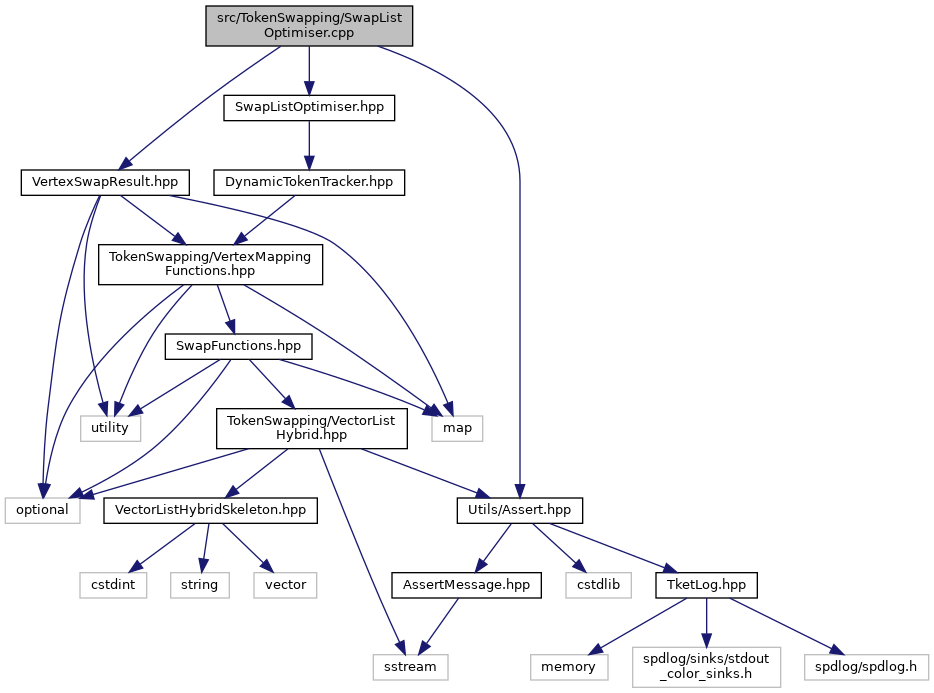 src/TokenSwapping/SwapList
Optimiser.cpp
SwapListOptimiser.hpp
VertexSwapResult.hpp
DynamicTokenTracker.hpp
TokenSwapping/VertexMapping
Functions.hpp
SwapFunctions.hpp
utility
TokenSwapping/VectorList
Hybrid.hpp
map
optional
VectorListHybridSkeleton.hpp
Utils/Assert.hpp
cstdint
string
vector
AssertMessage.hpp
cstdlib
TketLog.hpp
sstream
memory
spdlog/sinks/stdout
_color_sinks.h
spdlog/spdlog.h